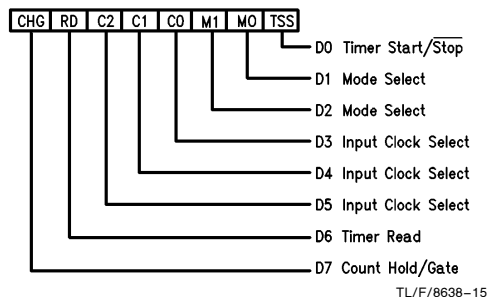 CHG RD C2 C1 C0 M1 M0 TSS
D0 Timer Start/Stop
D1 Mode Select
D2 Mode Select
D3 Input Clock Select
D4 Input Clock Select
D5 Input Clock Select
D6 Timer Read
D7 Count Hold/Gate
TL/F/8638–15